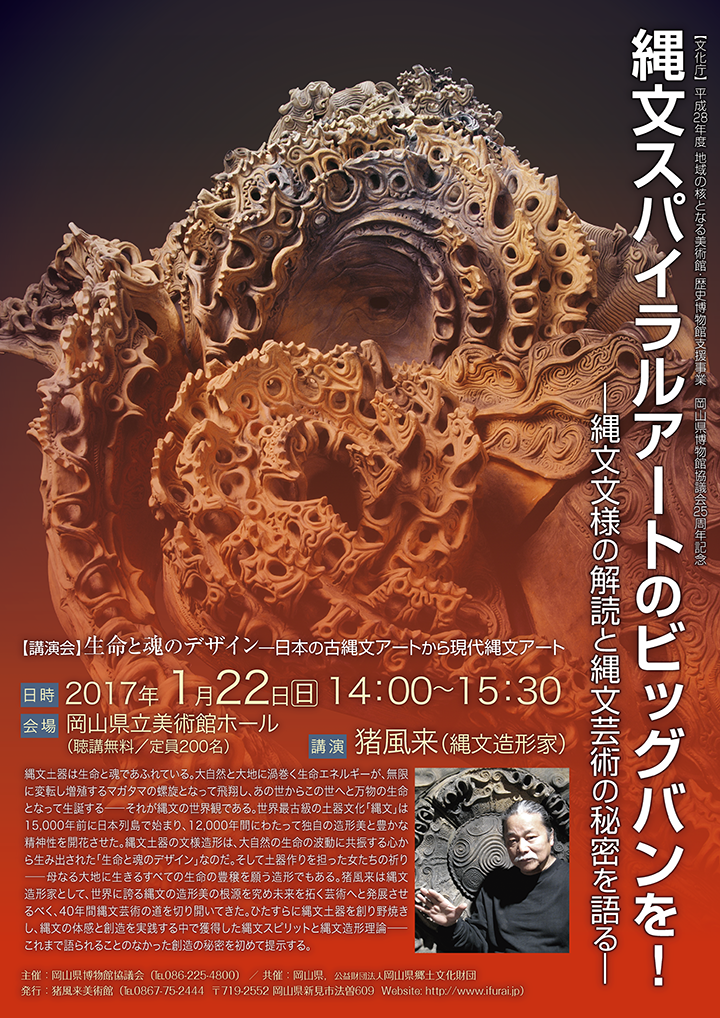 【文化庁】平成28年度 地域の核となる美術館・歴史博物館支援事業　岡山県博物館協議会25周年記念
縄文スパイラルアートのビッグバンを！
―縄文文様の解読と縄文芸術の秘密を語る―
【講演会】生命と魂のデザイン―日本の古縄文アートから現代縄文アート
日時 2017年1月22日(日) 14：00〜15：30
会場 岡山県立美術館ホール
（聴講無料／定員200名）
講演 猪風来（縄文造形家）
縄文土器は生命と魂であふれている。大自然と大地に渦巻く生命エネルギーが、無限
に変転し増殖するマガタマの螺旋となって飛翔し、あの世からこの世へと万物の生命
となって生誕する――それが縄文の世界観である。世界最古級の土器文化「縄文」は
15,000年前に日本列島で始まり、12,000年間にわたって独自の造形美と豊かな
精神性を開花させた。縄文土器の文様造形は、大自然の生命の波動に共振する心か
ら生み出された「生命と魂のデザイン」なのだ。そして土器作りを担った女たちの祈り
――母なる大地に生きるすべての生命の豊穣を願う造形でもある。猪風来は縄文
造形家として、世界に誇る縄文の造形美の根源を究め未来を拓く芸術へと発展させ
るべく、40年間縄文芸術の道を切り開いてきた。ひたすらに縄文土器を創り野焼き
し、縄文の体感と創造を実践する中で獲得した縄文スピリットと縄文造形理論――
これまで語られることのなかった創造の秘密を初めて提示する。
主催：岡山県博物館協議会（℡086-225-4800）／共催：岡山県，公益財団法人岡山県郷土文化財団
発行：猪風来美術館（℡0867-75-2444　〒719-2552 岡山県新見市法曽609　Website: http://www.ifurai.jp）